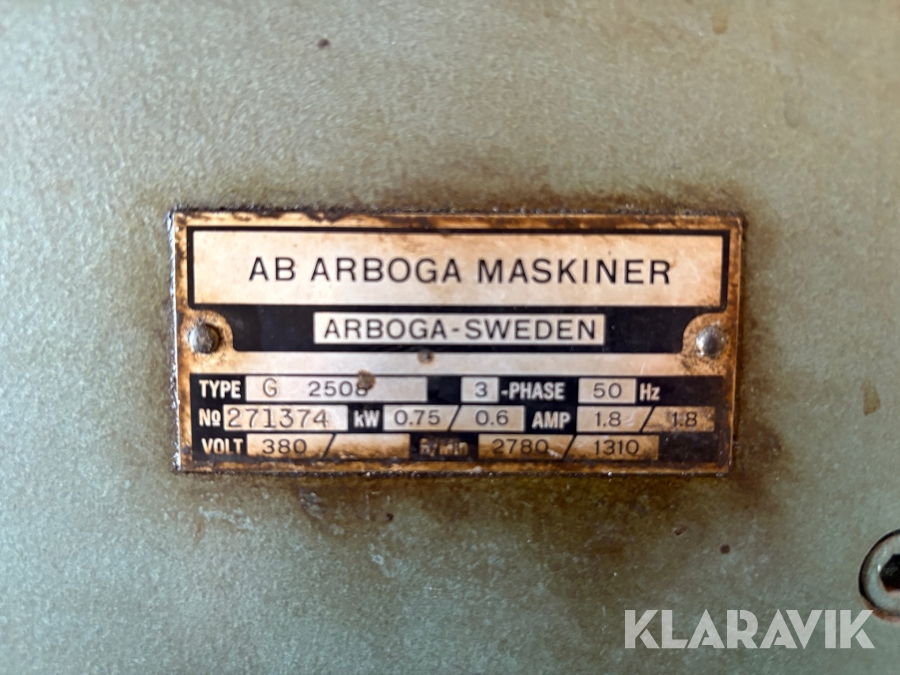 AB ARBOGA MASKINER
ARBOGA-SWEDEN
TYPE G 2508 3 -PHASE 50 Hz
No 271374 kW 0.75 / 0.6 AMP 1.8 / 1.8
VOLT 380 / R/min 2780 / 1310
KLARAVIK